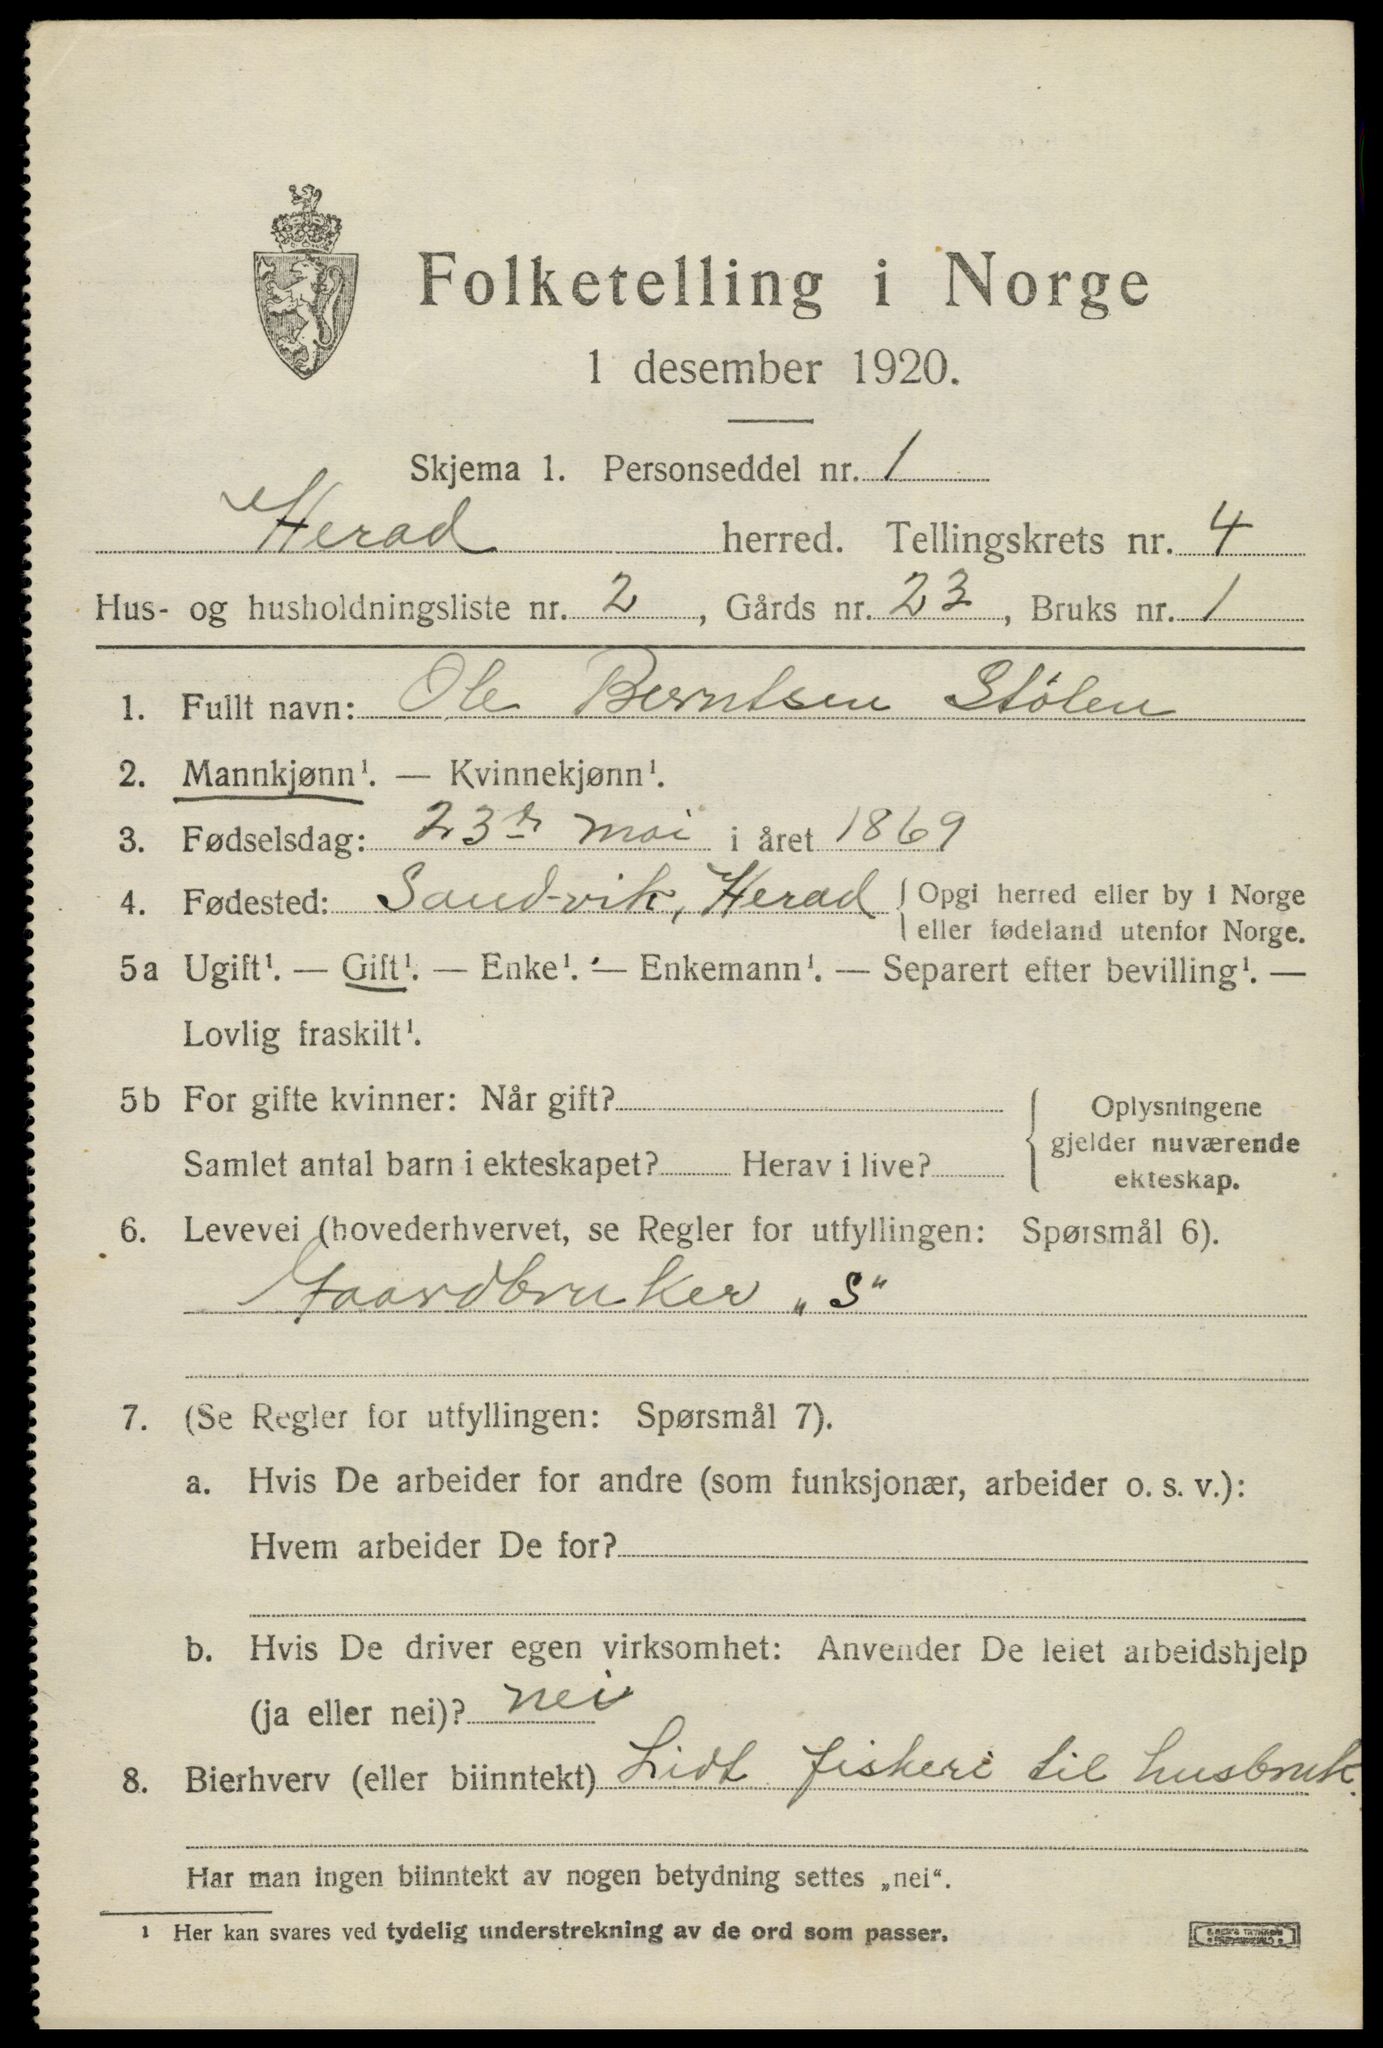 Folketelling i Norge
1 desember 1920.
Skjema 1. Personseddel nr. 1
Herad herred. Tellingskrets nr. 4
Hus- og husholdningsliste nr. 2, Gårds nr. 23, Bruks nr. 1
1. Fullt navn: Ole Berntsen Stölen
2. Mannkjønn¹. — Kvinnekjønn¹.
3. Fødselsdag: 23de mai i året 1869
4. Fødested: Sandvik, Herad { Opgi herred eller by i Norge
eller fødeland utenfor Norge.
5a Ugift¹. — Gift¹. — Enke¹. — Enkemann¹. — Separert efter bevilling¹. —
Lovlig fraskilt¹.
5b For gifte kvinner: Når gift?
Samlet antal barn i ekteskapet? Herav i live?
Oplysningene
gjelder nuværende
ekteskap.
6. Levevei (hovederhvervet, se Regler for utfyllingen: Spørsmål 6).
Gaardbruker „S“
7. (Se Regler for utfyllingen: Spørsmål 7).
a. Hvis De arbeider for andre (som funksjonær, arbeider o. s. v.):
Hvem arbeider De for?
b. Hvis De driver egen virksomhet: Anvender De leiet arbeidshjelp
(ja eller nei)? nei
8. Bierhverv (eller biinntekt) Lidt fiskeri til husbruk.
Har man ingen biinntekt av nogen betydning settes „nei“.
¹ Her kan svares ved tydelig understrekning av de ord som passer.